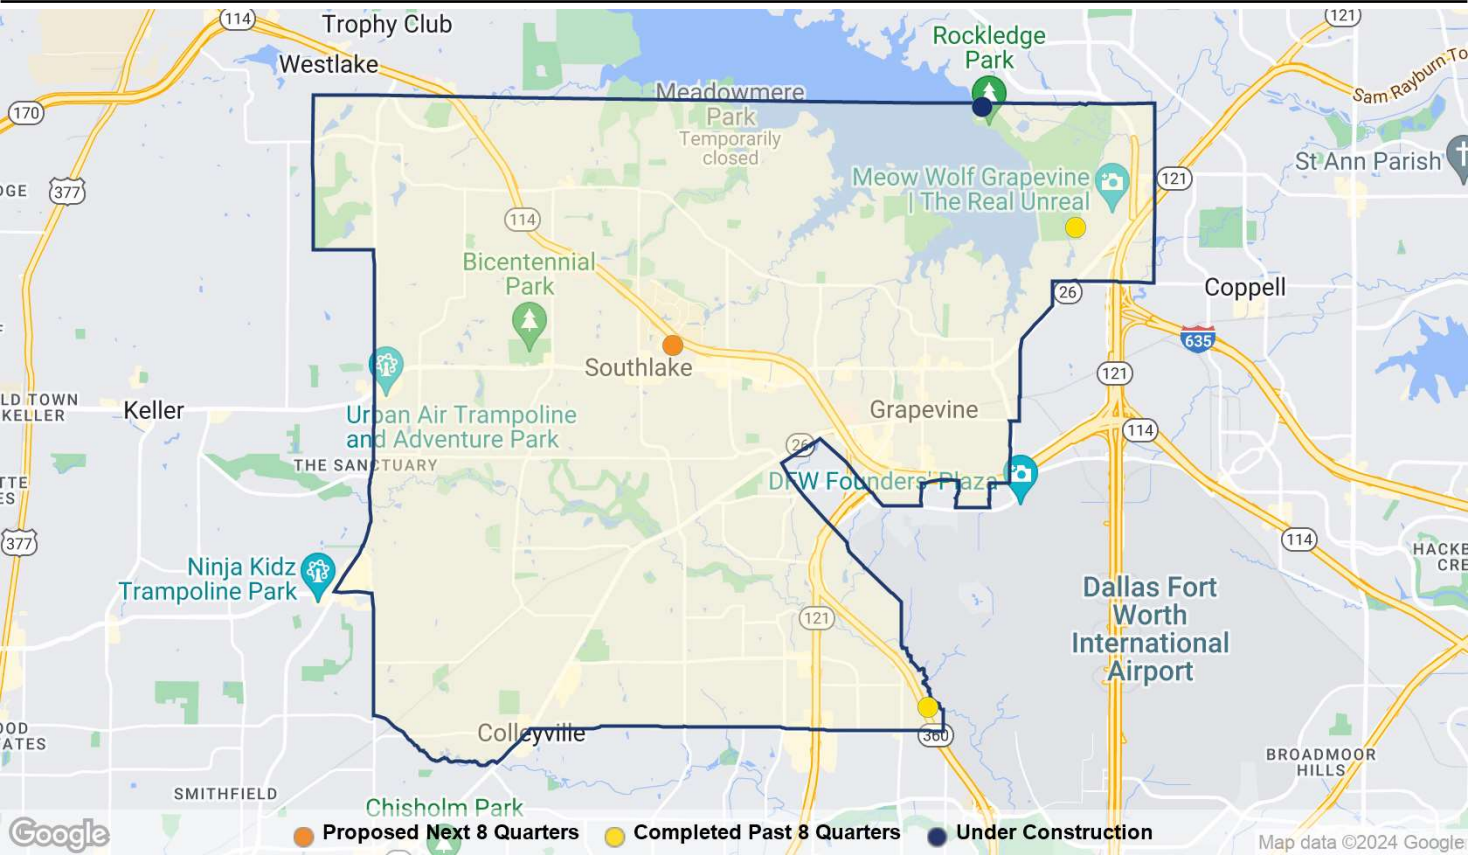 114
Trophy Club
121
Rockledge
Park
Westlake
Sam Rayburn To
Meadowmere
Park
Temporarily
closed
170
St Ann Parish
Meow Wolf Grapevine
| The Real Unreal
121
DGE
377
114
Bicentennial
Park
26
Coppell
635
Southlake
121
LD TOWN
KELLER
Keller
Urban Air Trampoline
and Adventure Park
Grapevine
114
26
THE SANCTUARY
DFW Founders' Plaza
TTE
ES
377
114
HACKB
CRE
Ninja Kidz
Trampoline Park
Dallas Fort
Worth
International
Airport
121
OOD
TATES
Colleyville
360
BROADMOOR
HILLS
SMITHFIELD
Chisholm Park
Google
Proposed Next 8 Quarters
Completed Past 8 Quarters
Under Construction
Map data ©2024 Google